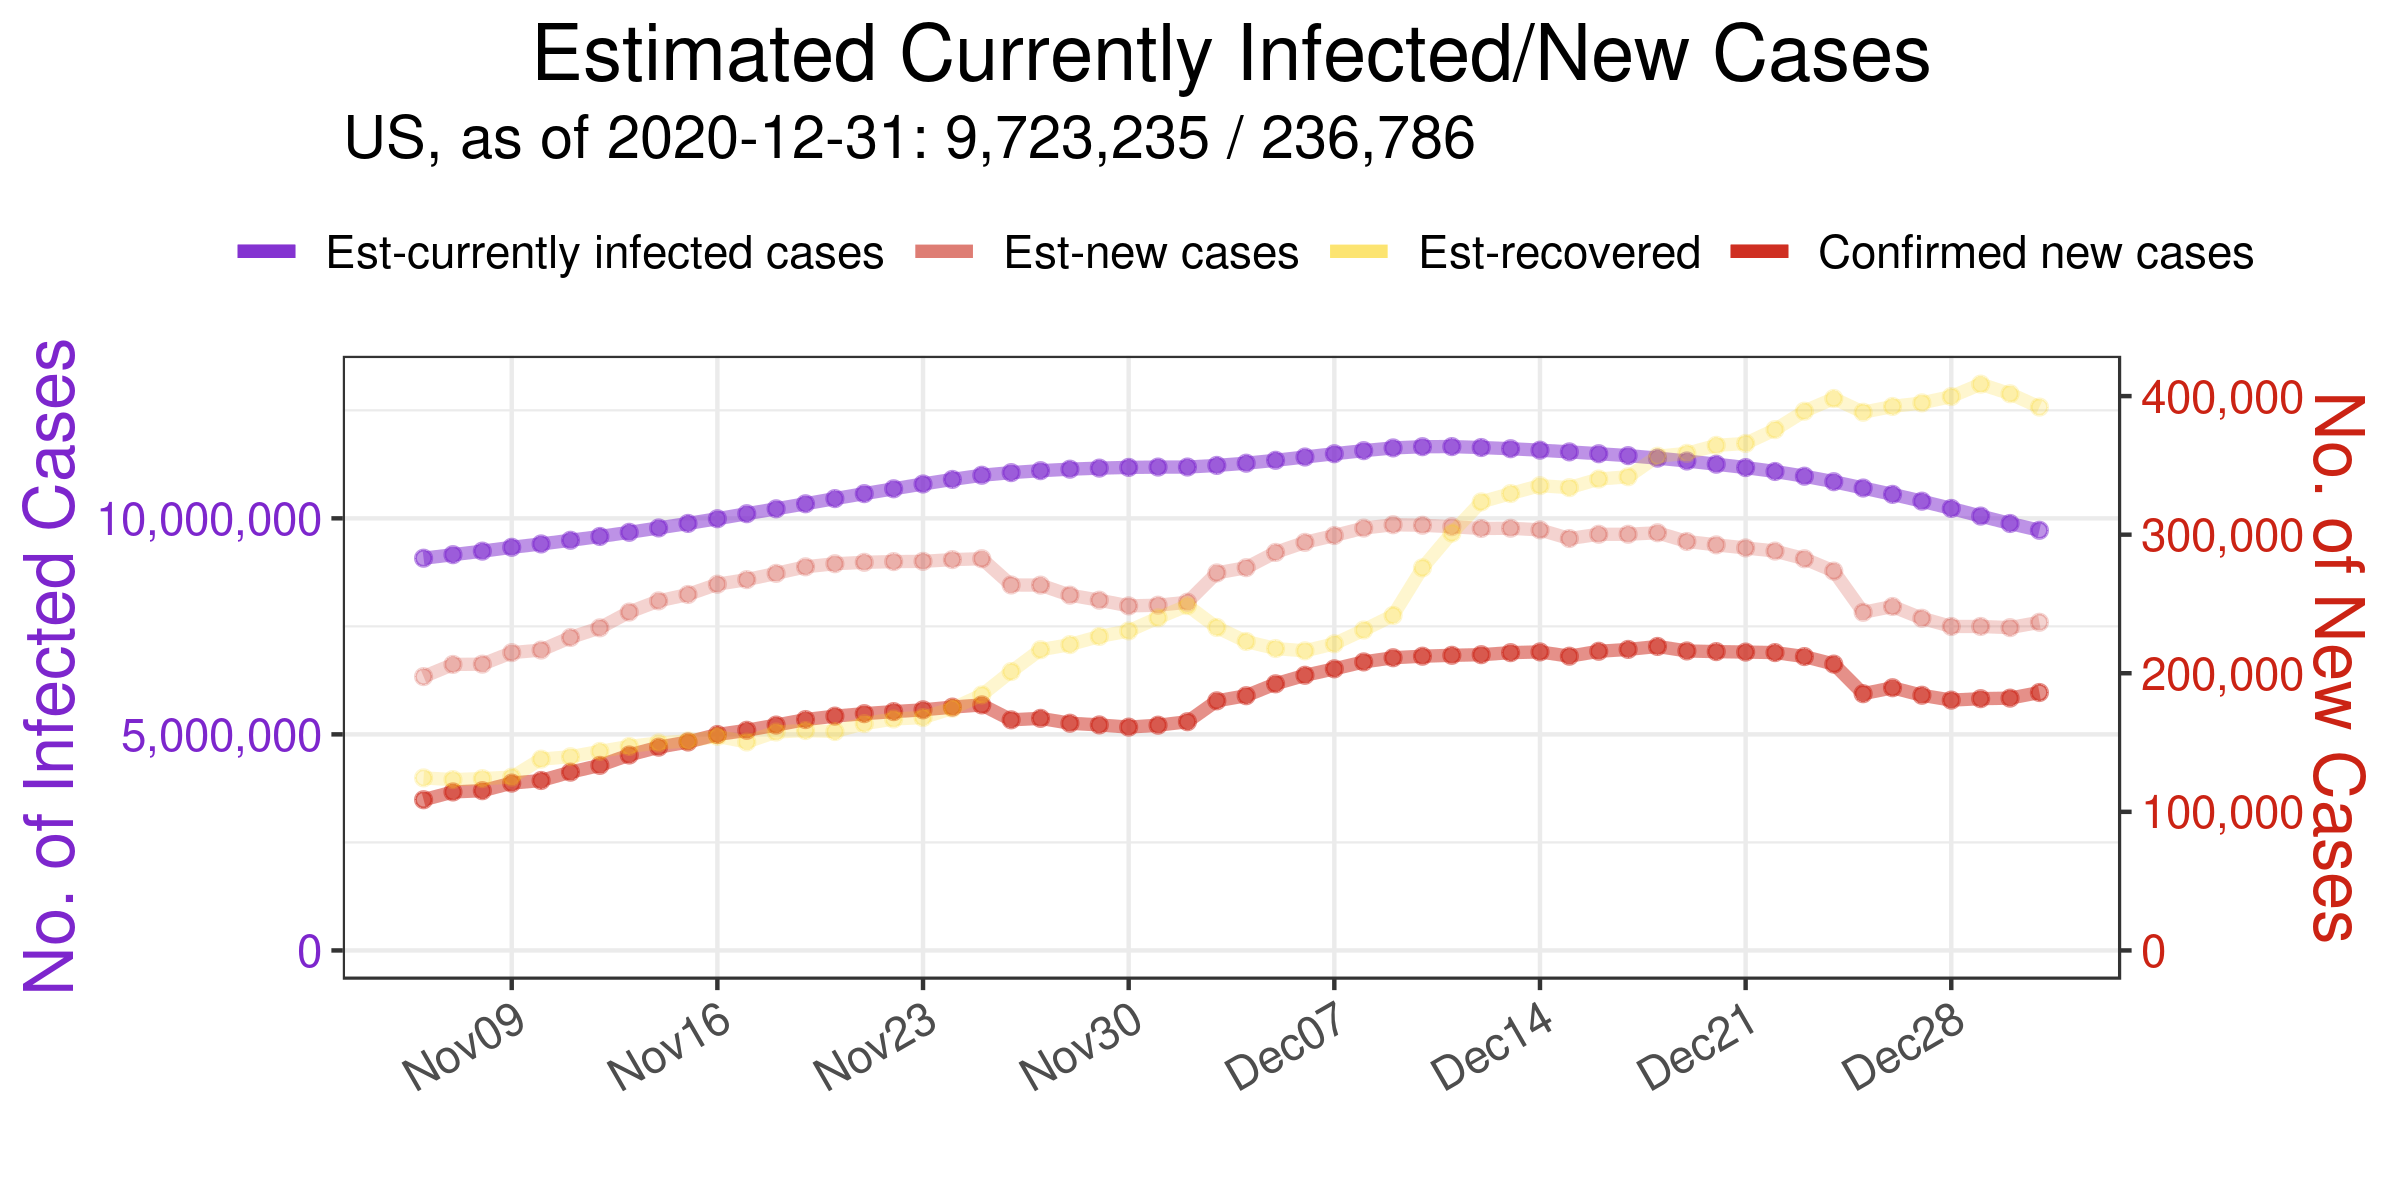 Estimated Currently Infected/New Cases
US, as of 2020-12-31: 9,723,235 / 236,786
Est-currently infected cases Est-new cases Est-recovered Confirmed new cases
No. of Infected Cases
10,000,000
5,000,000
0
400,000
300,000
200,000
100,000
0
No. of New Cases
Nov09 Nov16 Nov23 Nov30 Dec07 Dec14 Dec21 Dec28